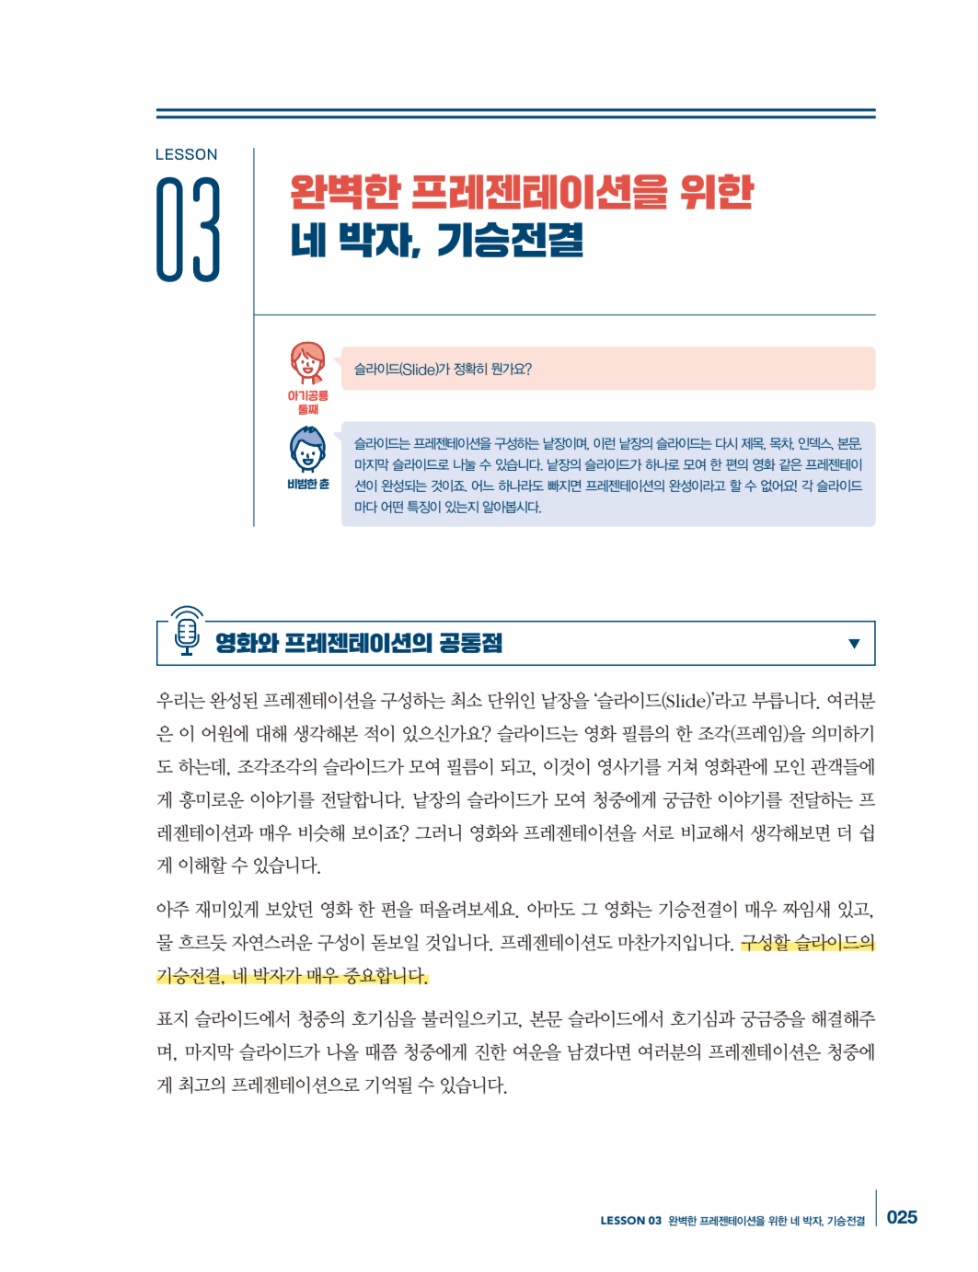 LESSON
03
완벽한 프레젠테이션을 위한
네 박자, 기승전결
슬라이드(Slide)가 정확히 뭔가요?
아기공룡
둘째
슬라이드는 프레젠테이션을 구성하는 낱장이며, 이런 낱장의 슬라이드는 다시 제목, 목차, 인덱스, 본문,
마지막 슬라이드로 나눌 수 있습니다. 낱장의 슬라이드가 하나로 모여 한 편의 영화 같은 프레젠테이
션이 완성되는 것이죠. 어느 하나라도 빠지면 프레젠테이션의 완성이라고 할 수 없어요! 각 슬라이드
마다 어떤 특징이 있는지 알아봅시다.
비범한 츈
영화와 프레젠테이션의 공통점
우리는 완성된 프레젠테이션을 구성하는 최소 단위인 낱장을 ‘슬라이드(Slide)’라고 부릅니다. 여러분
은 이 어원에 대해 생각해본 적이 있으신가요? 슬라이드는 영화 필름의 한 조각(프레임)을 의미하기
도 하는데, 조각조각의 슬라이드가 모여 필름이 되고, 이것이 영사기를 거쳐 영화관에 모인 관객들에
게 흥미로운 이야기를 전달합니다. 낱장의 슬라이드가 모여 청중에게 궁금한 이야기를 전달하는 프
레젠테이션과 매우 비슷해 보이죠? 그러니 영화와 프레젠테이션을 서로 비교해서 생각해보면 더 쉽
게 이해할 수 있습니다.
아주 재미있게 보았던 영화 한 편을 떠올려보세요. 아마도 그 영화는 기승전결이 매우 짜임새 있고,
물 흐르듯 자연스러운 구성이 돋보일 것입니다. 프레젠테이션도 마찬가지입니다. 구성할 슬라이드의
기승전결, 네 박자가 매우 중요합니다.
표지 슬라이드에서 청중의 호기심을 불러일으키고, 본문 슬라이드에서 호기심과 궁금증을 해결해주
며, 마지막 슬라이드가 나올 때쯤 청중에게 진한 여운을 남겼다면 여러분의 프레젠테이션은 청중에
게 최고의 프레젠테이션으로 기억될 수 있습니다.
LESSON 03 완벽한 프레젠테이션을 위한 네 박자, 기승전결
025